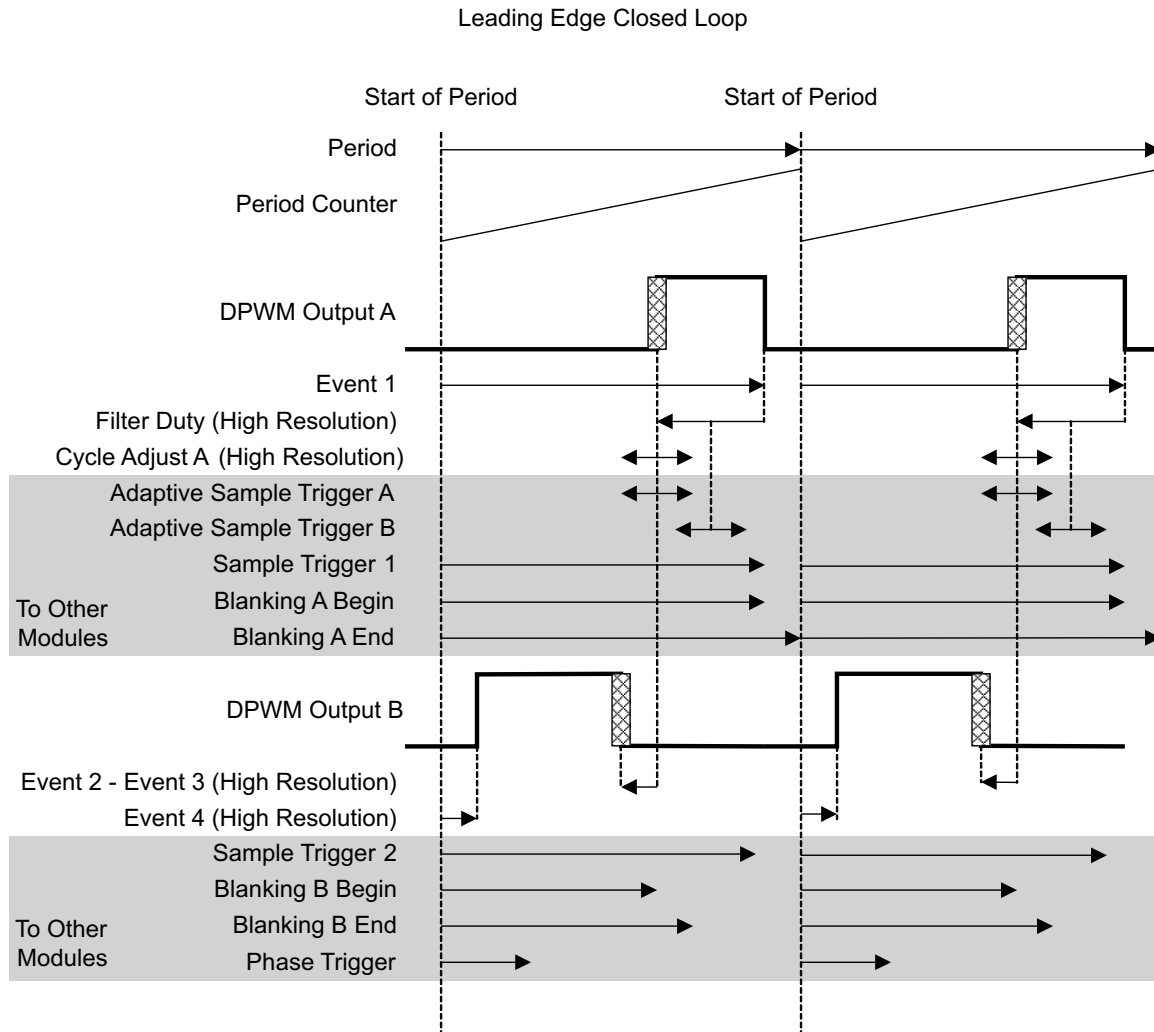 Leading Edge Closed Loop
Start of Period
Start of Period
Period
Period Counter
DPWM Output A
Event 1
Filter Duty (High Resolution)
Cycle Adjust A (High Resolution)
Adaptive Sample Trigger A
Adaptive Sample Trigger B
Sample Trigger 1
Blanking A Begin
To Other
Modules
Blanking A End
DPWM Output B
Event 2 - Event 3 (High Resolution)
Event 4 (High Resolution)
Sample Trigger 2
Blanking B Begin
Blanking B End
To Other
Modules
Phase Trigger